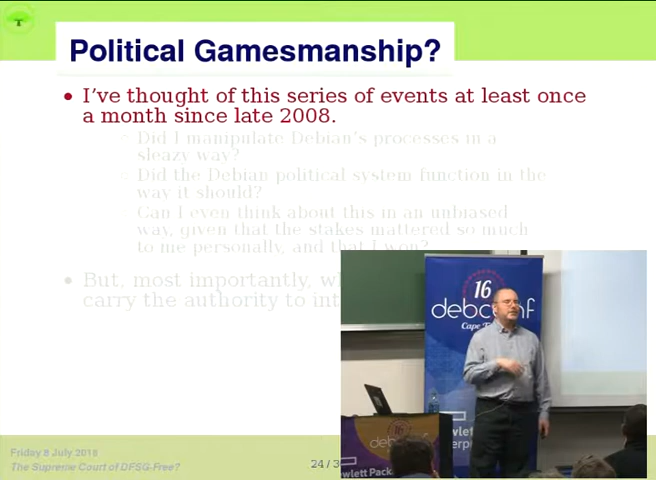 Political Gamesmanship?
• I've thought of this series of events at least once
a month since late 2008.
○ Did I manipulate Debian's processes in a
sleazy way?
○ Did the Debian political system function in the
way it should?
Can I even think about this in an unbiased
way, given that the stakes mattered so much
to me personally, and that I won?
• But, most importantly,
carry the authority to
Friday 8 July 2016
The Supreme Court of DFSG-Free?
24 / 3
16
debconf
Cape
debc
wlett Pack